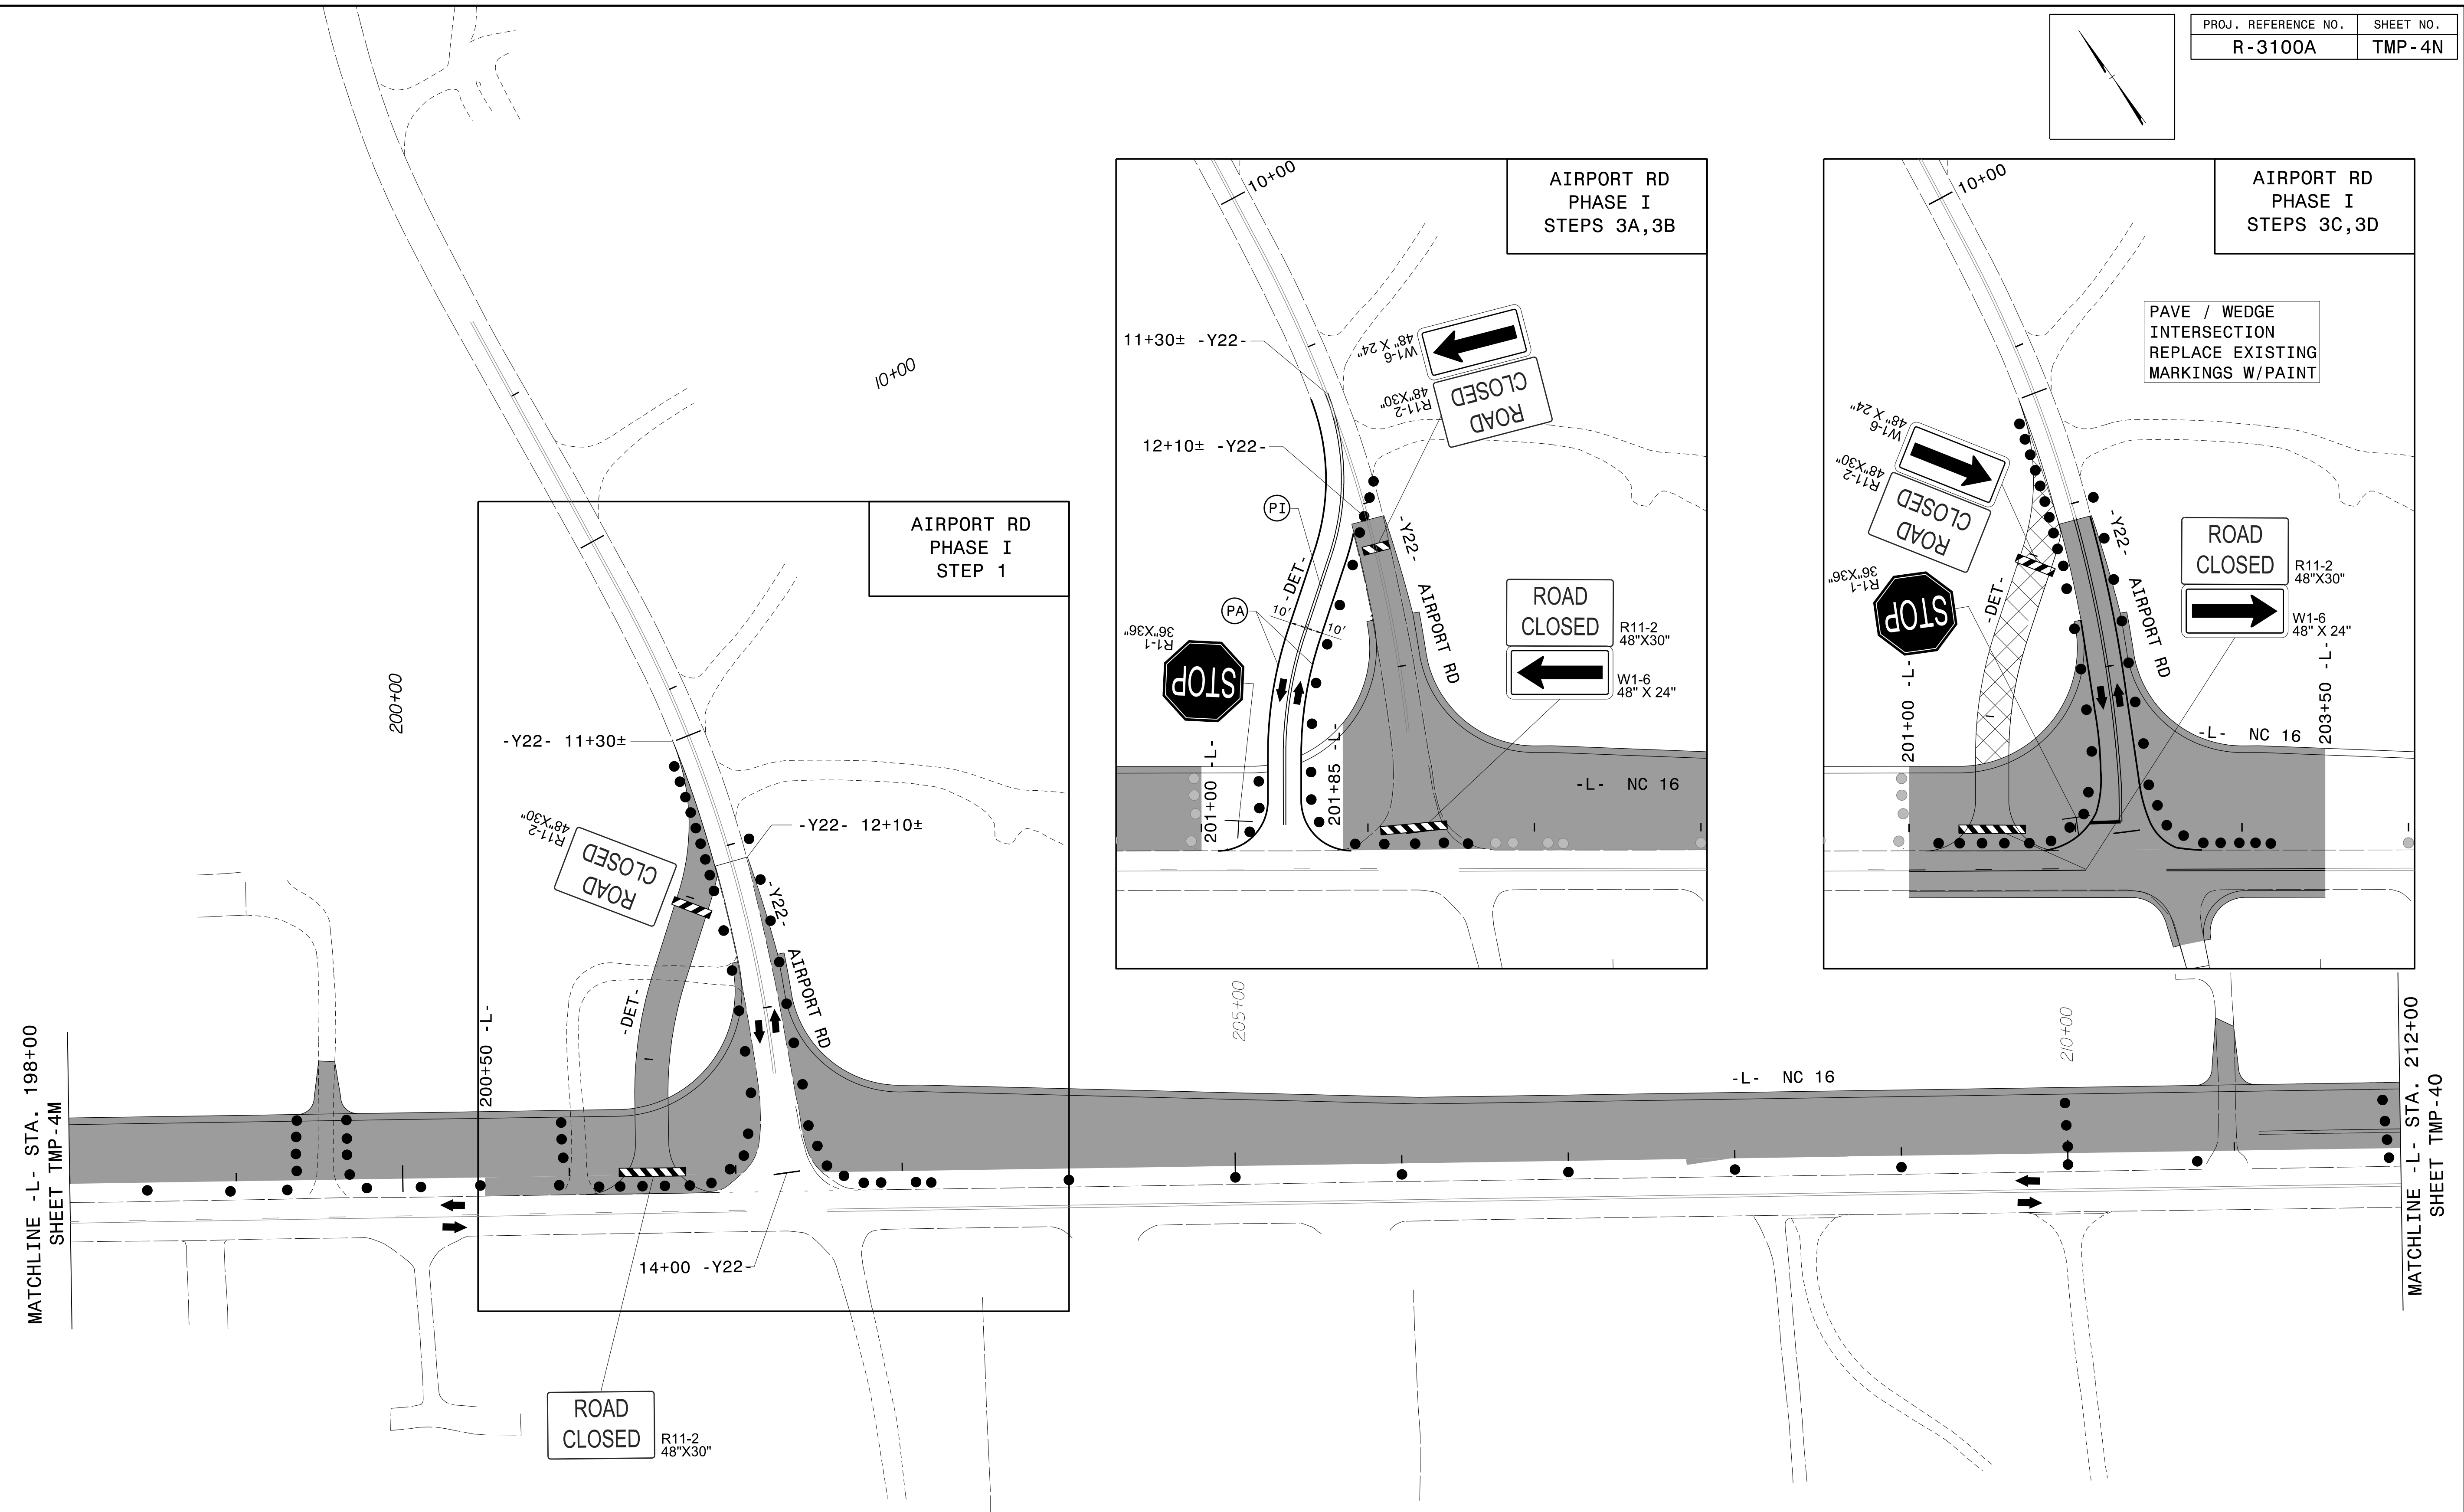 PROJ. REFERENCE NO.
SHEET NO.
R-3100A
TMP-4N
AIRPORT RD
PHASE I
STEPS 3A,3B
10+00
11+30± -Y22-
12+10± -Y22-
W1-6
48" X 24"
R11-2
48"X30"
ROAD
CLOSED
PI
PA
-DET-
10'
10'
-Y22- AIRPORT RD
R1-1
36"X36"
STOP
ROAD
CLOSED
R11-2
48"X30"
W1-6
48" X 24"
201+00 -L-
201+85 -L-
-L- NC 16
AIRPORT RD
PHASE I
STEPS 3C,3D
10+00
PAVE / WEDGE
INTERSECTION
REPLACE EXISTING
MARKINGS W/PAINT
W1-6
48" X 24"
R11-2
48"X30"
ROAD
CLOSED
R1-1
36"X36"
STOP
-DET-
-Y22- AIRPORT RD
ROAD
CLOSED
R11-2
48"X30"
W1-6
48" X 24"
201+00 -L-
203+50 -L-
-L- NC 16
10+00
AIRPORT RD
PHASE I
STEP 1
200+00
-Y22- 11+30±
-Y22- 12+10±
R11-2
48"X30"
ROAD
CLOSED
-Y22- AIRPORT RD
-DET-
200+50 -L-
14+00 -Y22-
205+00
210+00
-L- NC 16
MATCHLINE -L- STA. 198+00
SHEET TMP-4M
MATCHLINE -L- STA. 212+00
SHEET TMP-4O
ROAD
CLOSED
R11-2
48"X30"